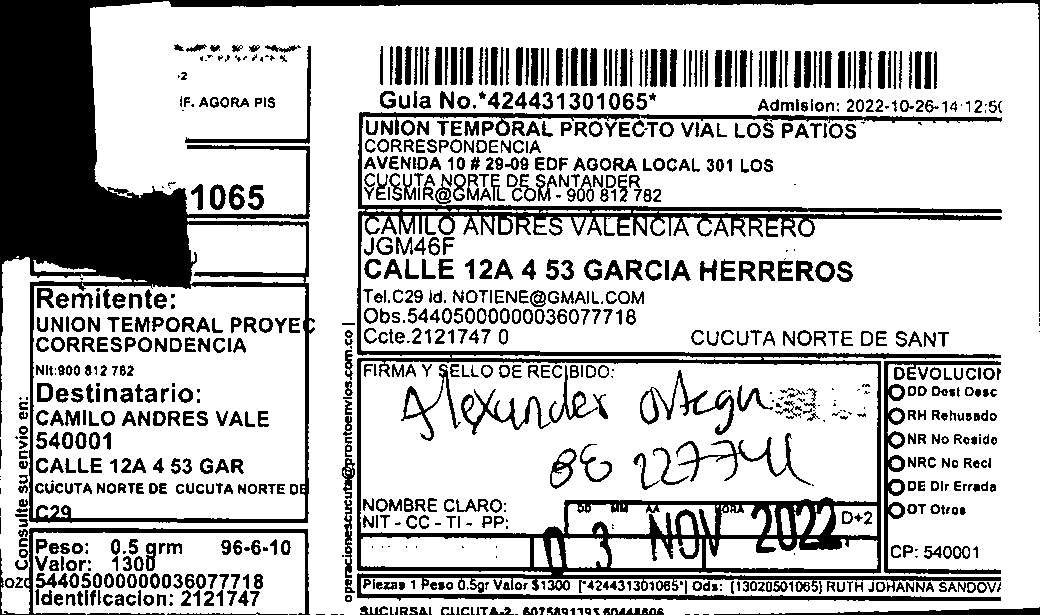 -2
IF. AGORA PIS
1065
Remitente:
UNION TEMPORAL PROYEC
CORRESPONDENCIA
Nit:900 812 782
Destinatario:
CAMILO ANDRES VALE
540001
CALLE 12A 4 53 GAR
CÚCUTA NORTE DE CUCUTA NORTE DE
C29
Peso: 0.5 grm 96-6-10
Valor: 1300
54405000000036077718
Identificacion: 2121747
Consulte su envio en:
operacionescucuta@prontoenvios.com.co
Guia No.*424431301065*
Admision: 2022-10-26-14:12:50
UNION TEMPORAL PROYECTO VIAL LOS PATIOS
CORRESPONDENCIA
AVENIDA 10 # 29-09 EDF AGORA LOCAL 301 LOS
CUCUTA NORTE DE SANTANDER
YEISMIR@GMAIL COM - 900 812 782
CAMILO ANDRES VALENCIA CARRERO
JGM46F
CALLE 12A 4 53 GARCIA HERREROS
Tel.C29 id. NOTIENE@GMAIL.COM
Obs.54405000000036077718
Ccte.2121747 0 CUCUTA NORTE DE SANT
FIRMA Y SELLO DE RECIBIDO:
Alexander Ortega
NOMBRE CLARO:
NIT - CC - TI - PP:
DD MM AA HORA
03 NOV 2022
D+2
DEVOLUCION
DD Dest Desc
RH Rehusado
NR No Reside
NRC No Recl
DE Dir Errada
OT Otros
CP: 540001
Piezas 1 Peso 0.5gr Valor $1300 [*424431301065*] Ods: [13020501065] RUTH JOHANNA SANDOVA
SUCURSAL CUCUTA-2